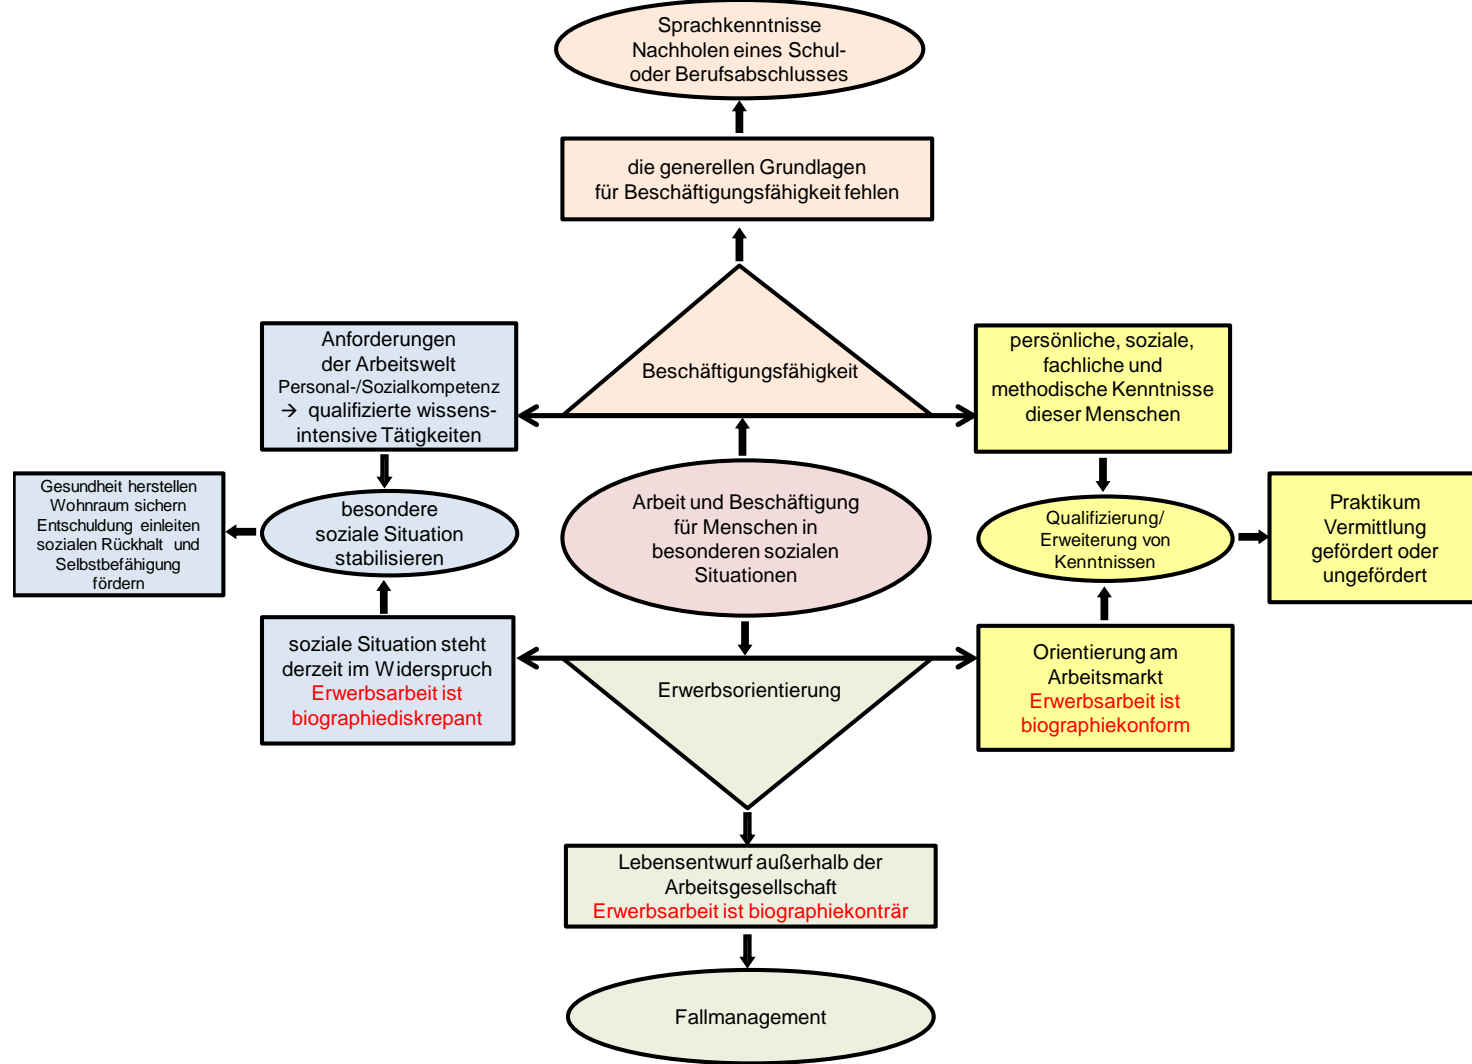 Sprachkenntnisse
Nachholen eines Schul-
oder Berufsabschlusses
die generellen Grundlagen
für Beschäftigungsfähigkeit fehlen
Beschäftigungsfähigkeit
Anforderungen
der Arbeitswelt
Personal-/Sozialkompetenz
→ qualifizierte wissens-
intensive Tätigkeiten
persönliche, soziale,
fachliche und
methodische Kenntnisse
dieser Menschen
Gesundheit herstellen
Wohnraum sichern
Entschuldung einleiten
sozialen Rückhalt und
Selbstbefähigung
fördern
besondere
soziale Situation
stabilisieren
Arbeit und Beschäftigung
für Menschen in
besonderen sozialen
Situationen
Qualifizierung/
Erweiterung von
Kenntnissen
Praktikum
Vermittlung
gefördert oder
ungefördert
soziale Situation steht
derzeit im Widerspruch
Erwerbsarbeit ist
biographiediskrepant
Erwerbsorientierung
Orientierung am
Arbeitsmarkt
Erwerbsarbeit ist
biographiekonform
Lebensentwurf außerhalb der
Arbeitsgesellschaft
Erwerbsarbeit ist biographiekonträr
Fallmanagement